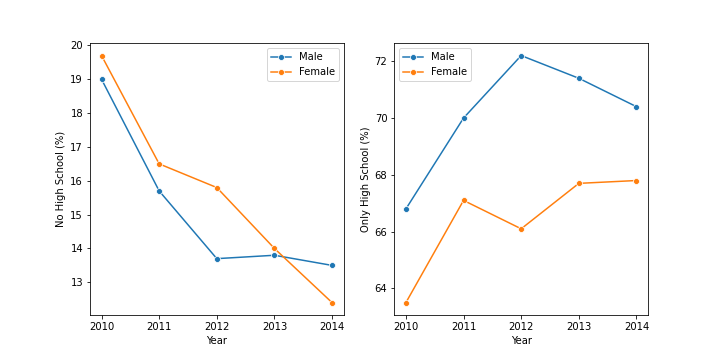 20
19
18
17
16
15
14
13
No High School (%)
2010 2011 2012 2013 2014
Year
Male
Female
72
70
68
66
64
Only High School (%)
2010 2011 2012 2013 2014
Year
Male
Female